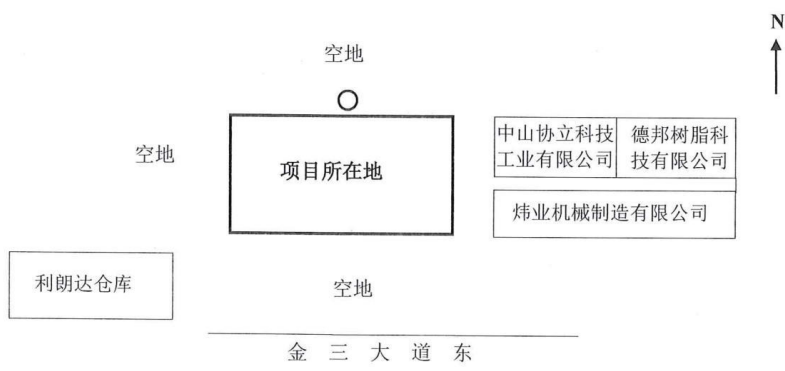 N
空地
空地
项目所在地
中山协立科技
工业有限公司
德邦树脂科
技有限公司
炜业机械制造有限公司
利朗达仓库
空地
金三大道东